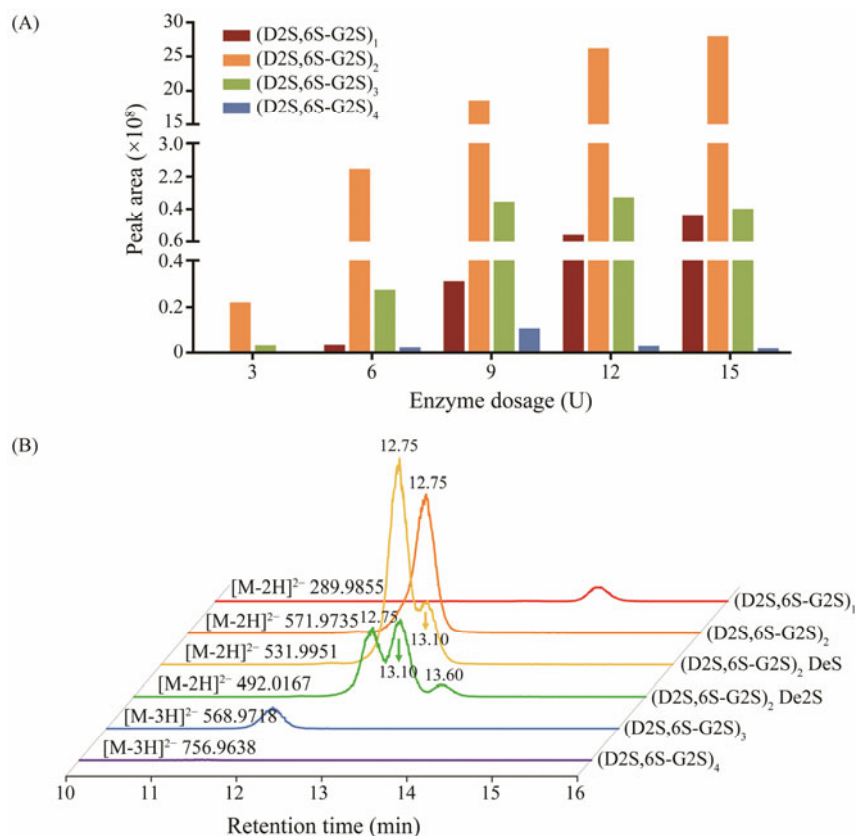 (A)
(D2S,6S-G2S)₁
(D2S,6S-G2S)₂
(D2S,6S-G2S)₃
(D2S,6S-G2S)₄
Peak area (×10⁸)
30
25
20
15
3.0
2.2
0.4
0.6
0.4
0.2
0
3 6 9 12 15
Enzyme dosage (U)
(B)
12.75
12.75
[M-2H]²⁻ 289.9855
(D2S,6S-G2S)₁
[M-2H]²⁻ 571.9735
(D2S,6S-G2S)₂
12.75
[M-2H]²⁻ 531.9951
13.10
(D2S,6S-G2S)₂ DeS
[M-2H]²⁻ 492.0167
13.10
13.60
(D2S,6S-G2S)₂ De2S
[M-3H]²⁻ 568.9718
(D2S,6S-G2S)₃
[M-3H]²⁻ 756.9638
(D2S,6S-G2S)₄
10 11 12 13 14 15 16
Retention time (min)